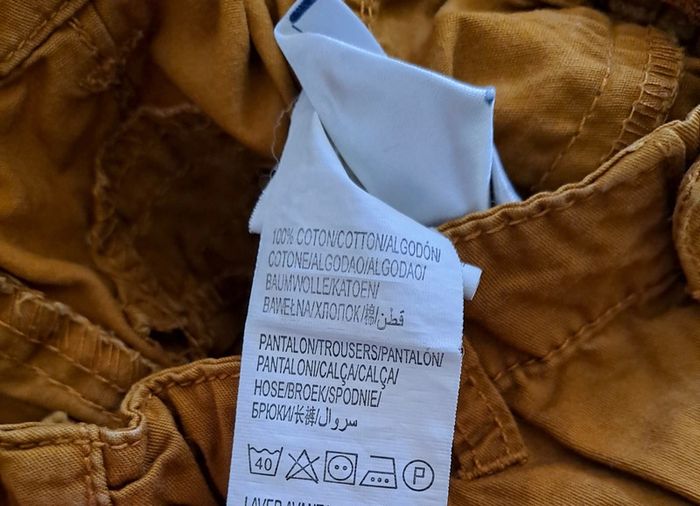 100% COTON/COTTON/ALGODÓN/
COTONE/ALGODAO/ALGODAO/
BAUMWOLLE/KATOEN/
BAWEŁNA/ХЛОПОК/棉/قطن
PANTALON/TROUSERS/PANTALÓN/
PANTALONI/CALÇA/CALÇA/
HOSE/BROEK/SPODNIE/
БРЮКИ/长裤/سروال
40 P